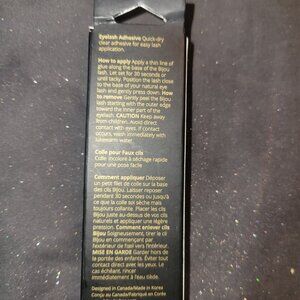 Eyelash Adhesive Quick-dry
clear adhesive for easy lash
application.
How to apply Apply a thin line of
glue along the base of the Bijou
lash. Let set for 30 seconds or
until tacky. Position the lash close
to the base of your natural eye
lash and gently press down. How
to remove Gently peel the Bijou
lash starting with the outer edge
toward the inner part of the
eyelash. CAUTION Keep away
from children. Avoid direct
contact with eyes. If contact
occurs, wash immediately with
lukewarm water.
Colle pour Faux cils
Colle incolore à séchage rapide
pour une pose facile
Comment appliquer Déposer
un petit filet de colle sur la base
des cils Bijou. Laisser reposer
pendant 30 secondes ou jusqu'à
ce que la colle soi sèche mais
toujours collante. Placer les cils
Bijou juste au-dessus de vos cils
naturels et appliquer une légère
pression. Comment enlever cils
Bijou Soigneusement, tirer le cil
Bijou en commençant par
l'extérieur de l'œil vers l'intérieur.
MISE EN GARDE Garder hors de
la portée des enfants. Éviter tout
contact direct avec les yeux. Le
cas échéant, rincer
immédiatement à l'eau tiède.
Designed in Canada/Made in Korea
Conçu au Canada/Fabriqué en Corée